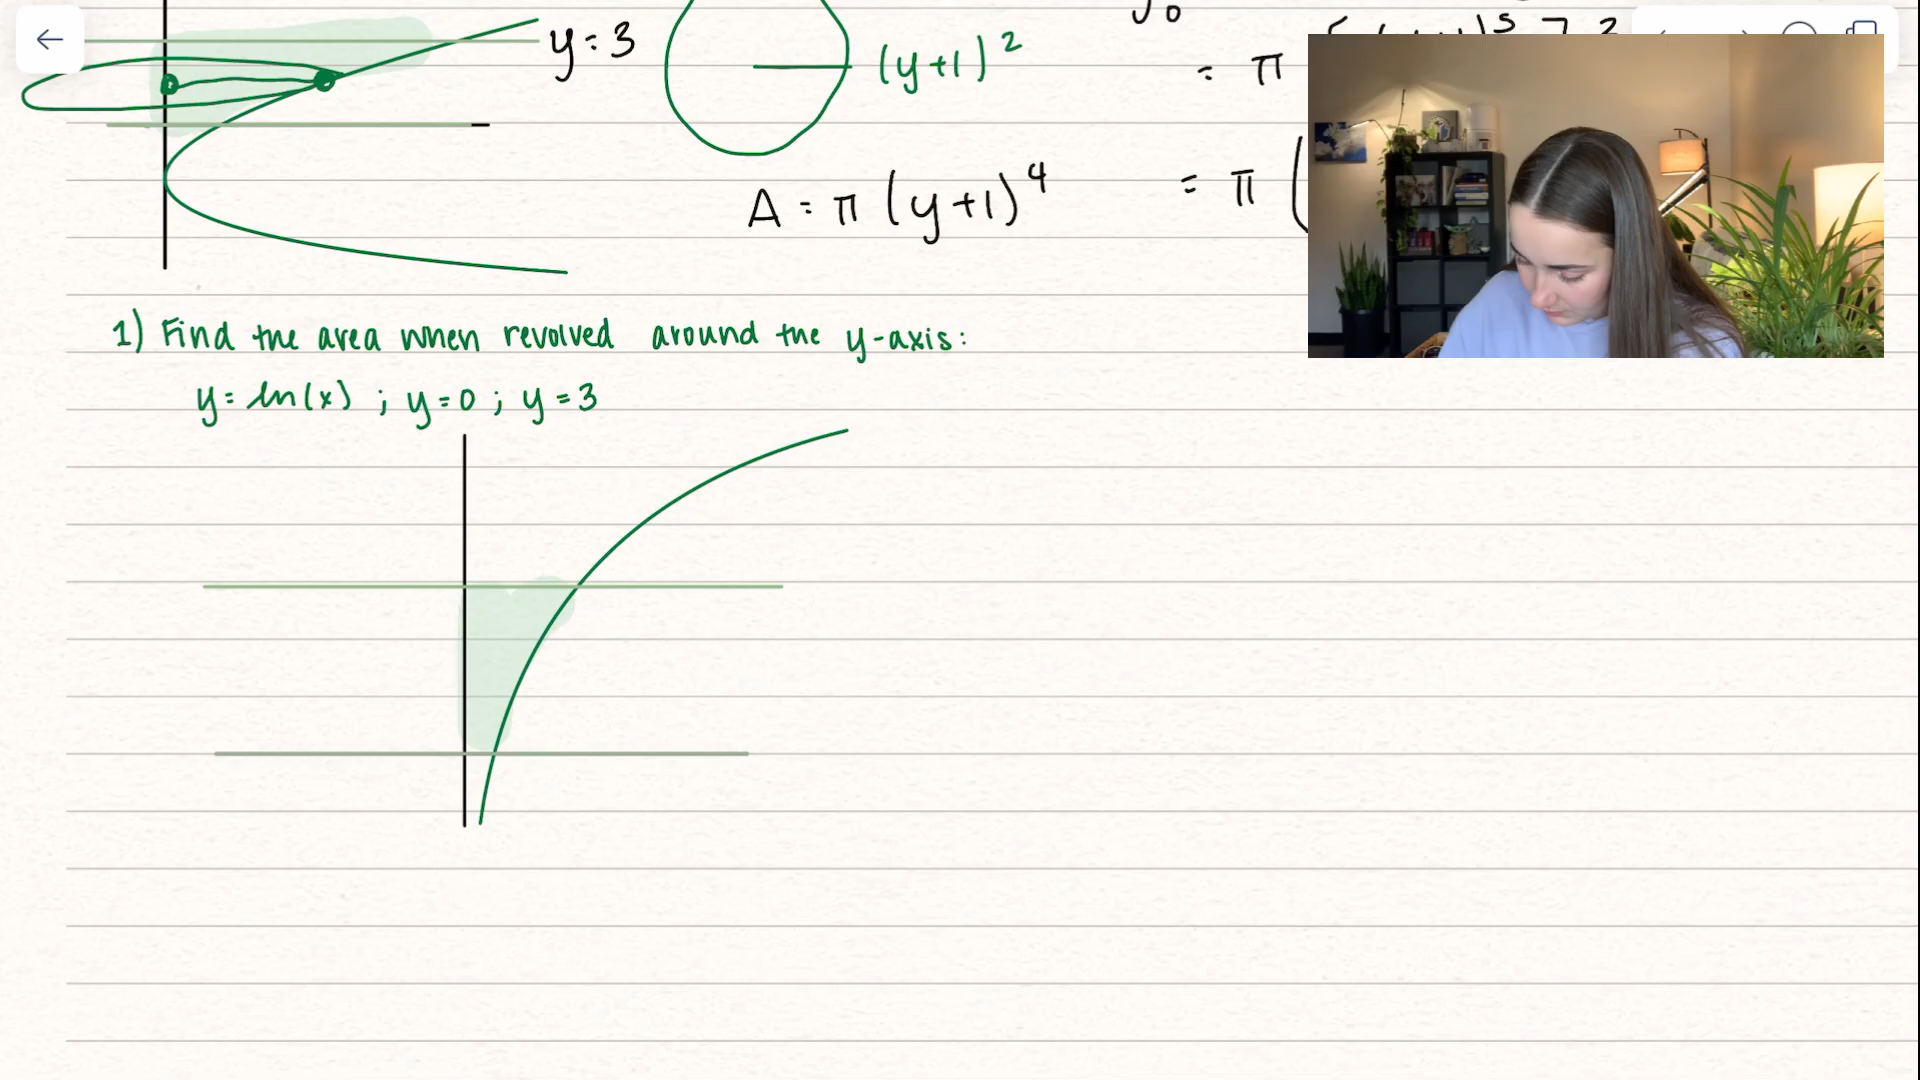 y=3
(y+1)²
= π
A = π (y+1)⁴
= π (
1) Find the area when revolved around the y-axis:
y= ln(x) ; y=0 ; y=3